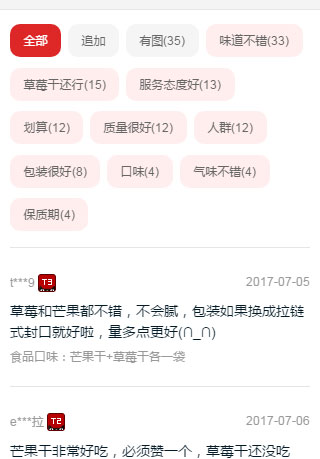 全部 追加 有图(35) 味道不错(33)
草莓干还行(15) 服务态度好(13)
划算(12) 质量很好(12) 人群(12)
包装很好(8) 口味(4) 气味不错(4)
保质期(4)
t***9 T3 2017-07-05
草莓和芒果都不错，不会腻，包装如果换成拉链
式封口就好啦，量多点更好(∩_∩)
食品口味：芒果干+草莓干各一袋
e***拉 T2 2017-07-06
芒果干非常好吃，必须赞一个，草莓干还没吃